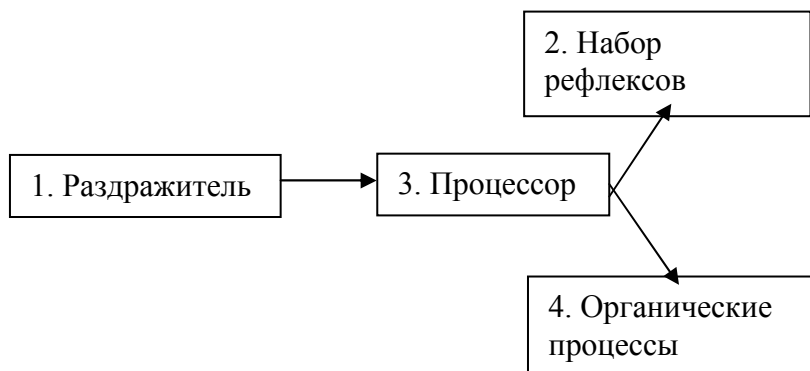 2. Набор
рефлексов
1. Раздражитель
3. Процессор
4. Органические
процессы